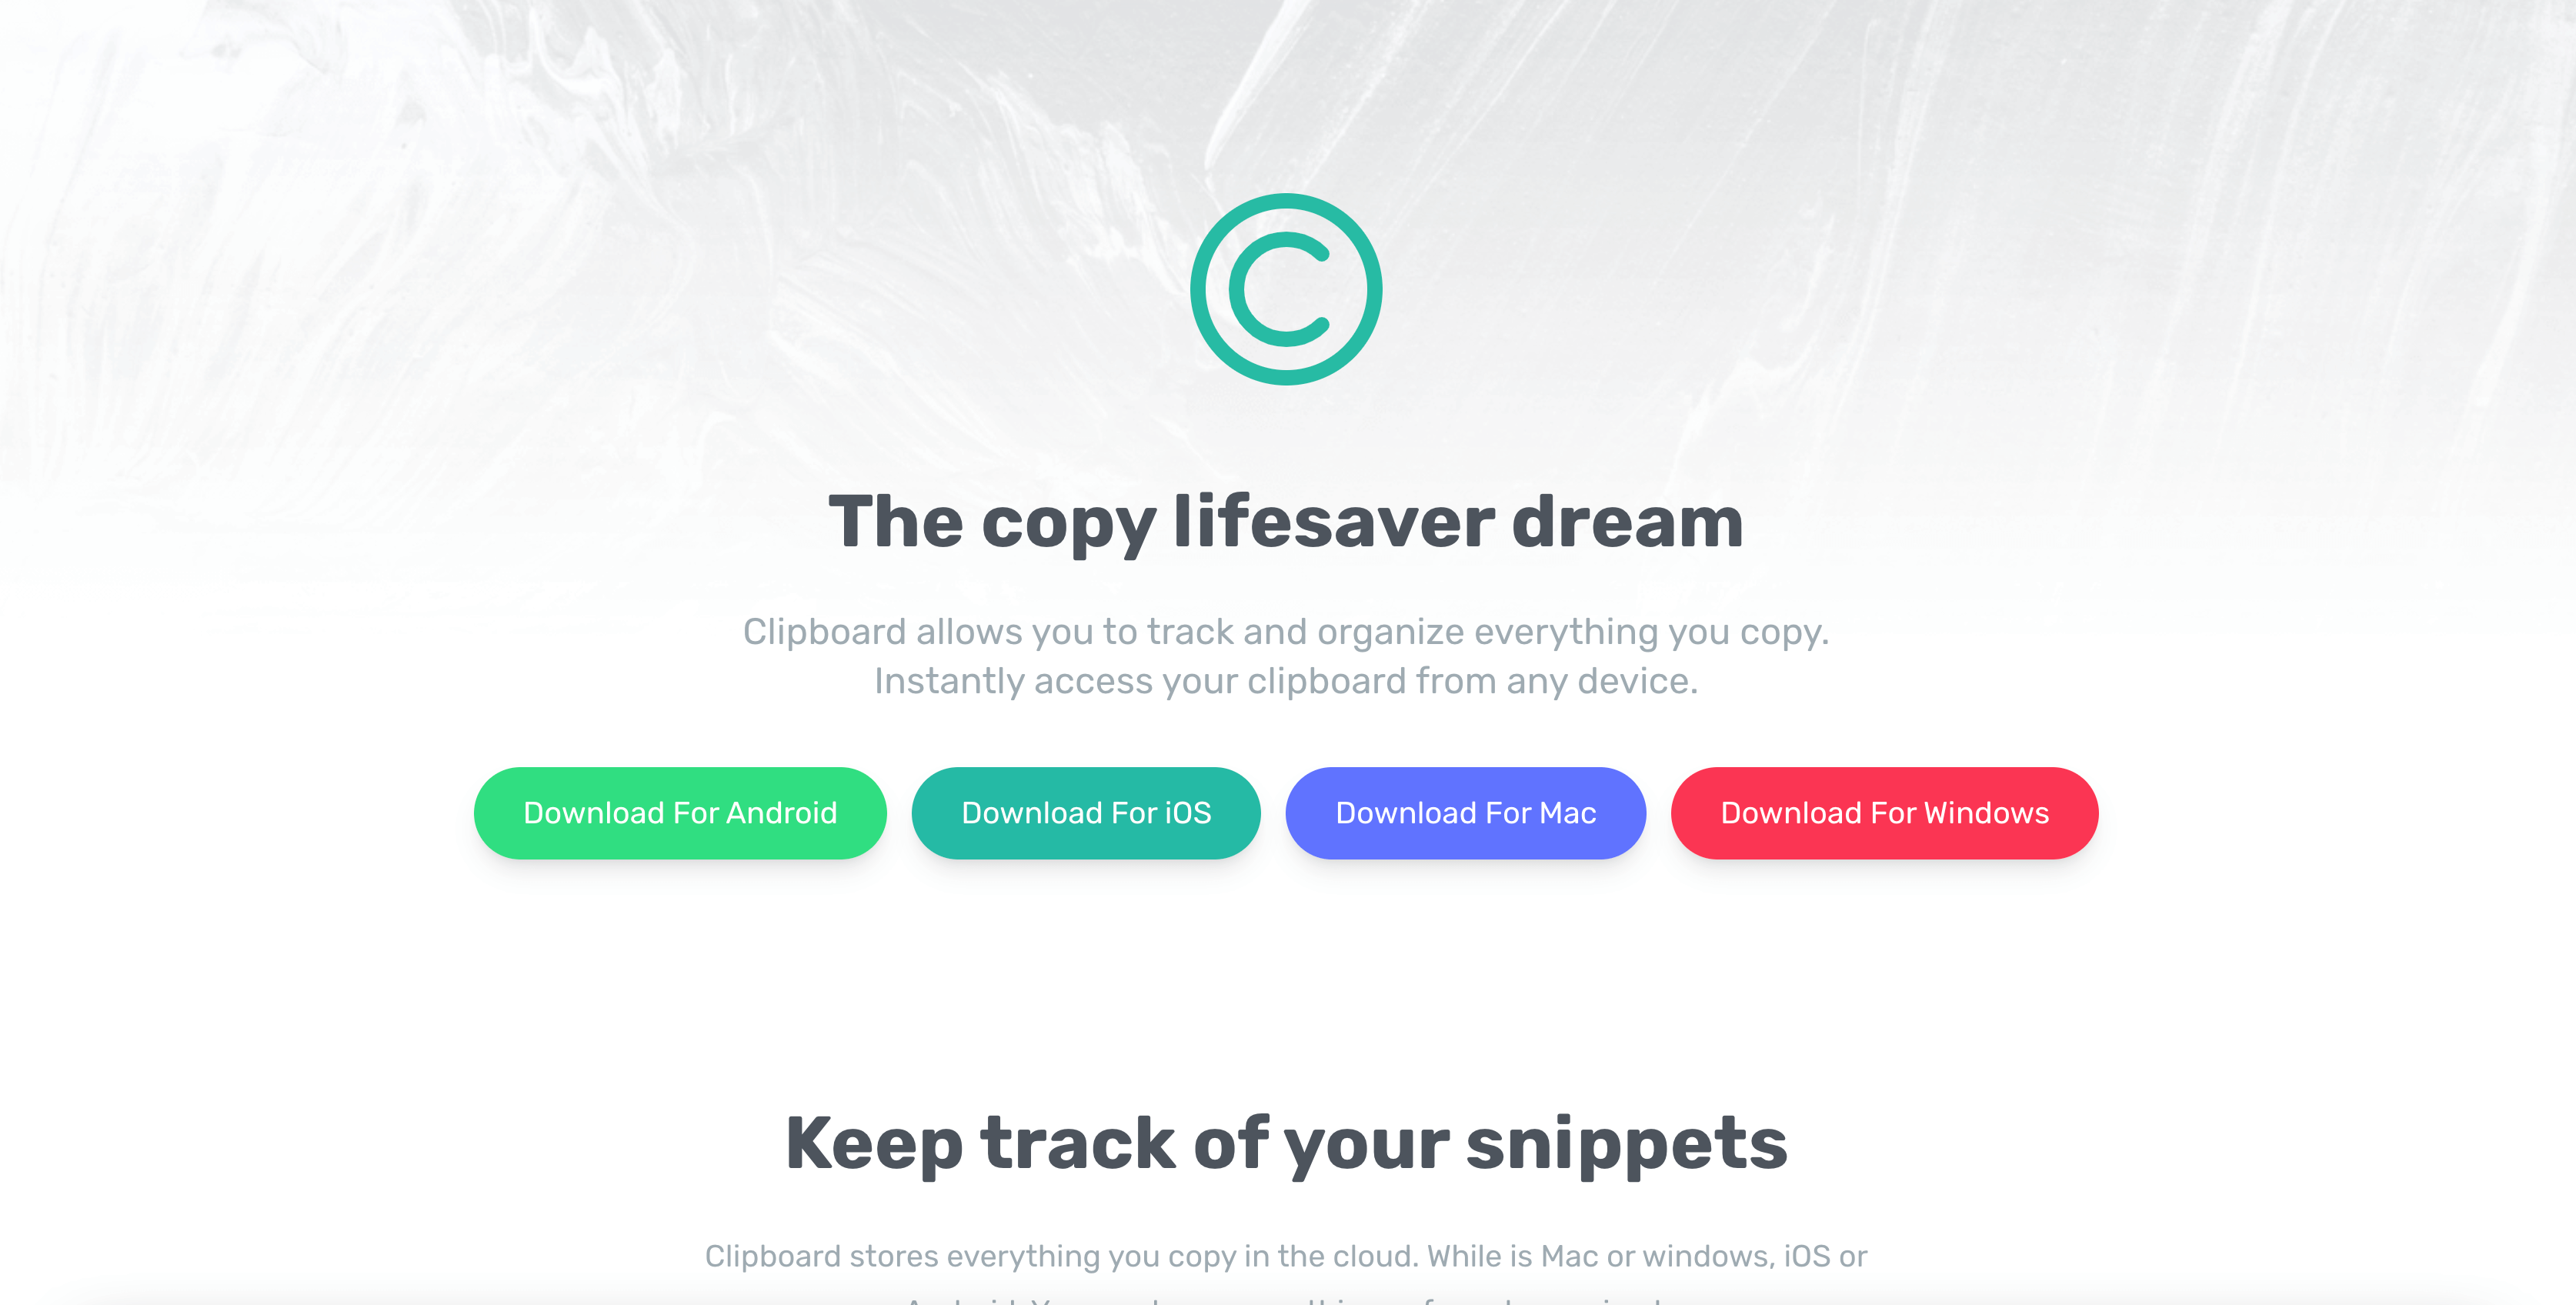 ©
The copy lifesaver dream
Clipboard allows you to track and organize everything you copy.
Instantly access your clipboard from any device.
Download For Android
Download For iOS
Download For Mac
Download For Windows
Keep track of your snippets
Clipboard stores everything you copy in the cloud. While is Mac or windows, iOS or